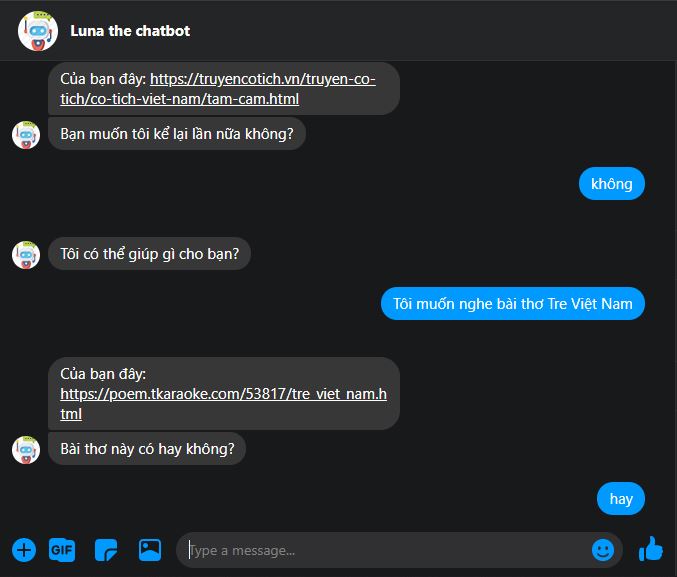 Luna the chatbot
Của bạn đây: https://truyencotich.vn/truyen-co-
tich/co-tich-viet-nam/tam-cam.html
Bạn muốn tôi kể lại lần nữa không?
không
Tôi có thể giúp gì cho bạn?
Tôi muốn nghe bài thơ Tre Việt Nam
Của bạn đây:
https://poem.tkaraoke.com/53817/tre_viet_nam.h
tml
Bài thơ này có hay không?
hay
GIF
Type a message...